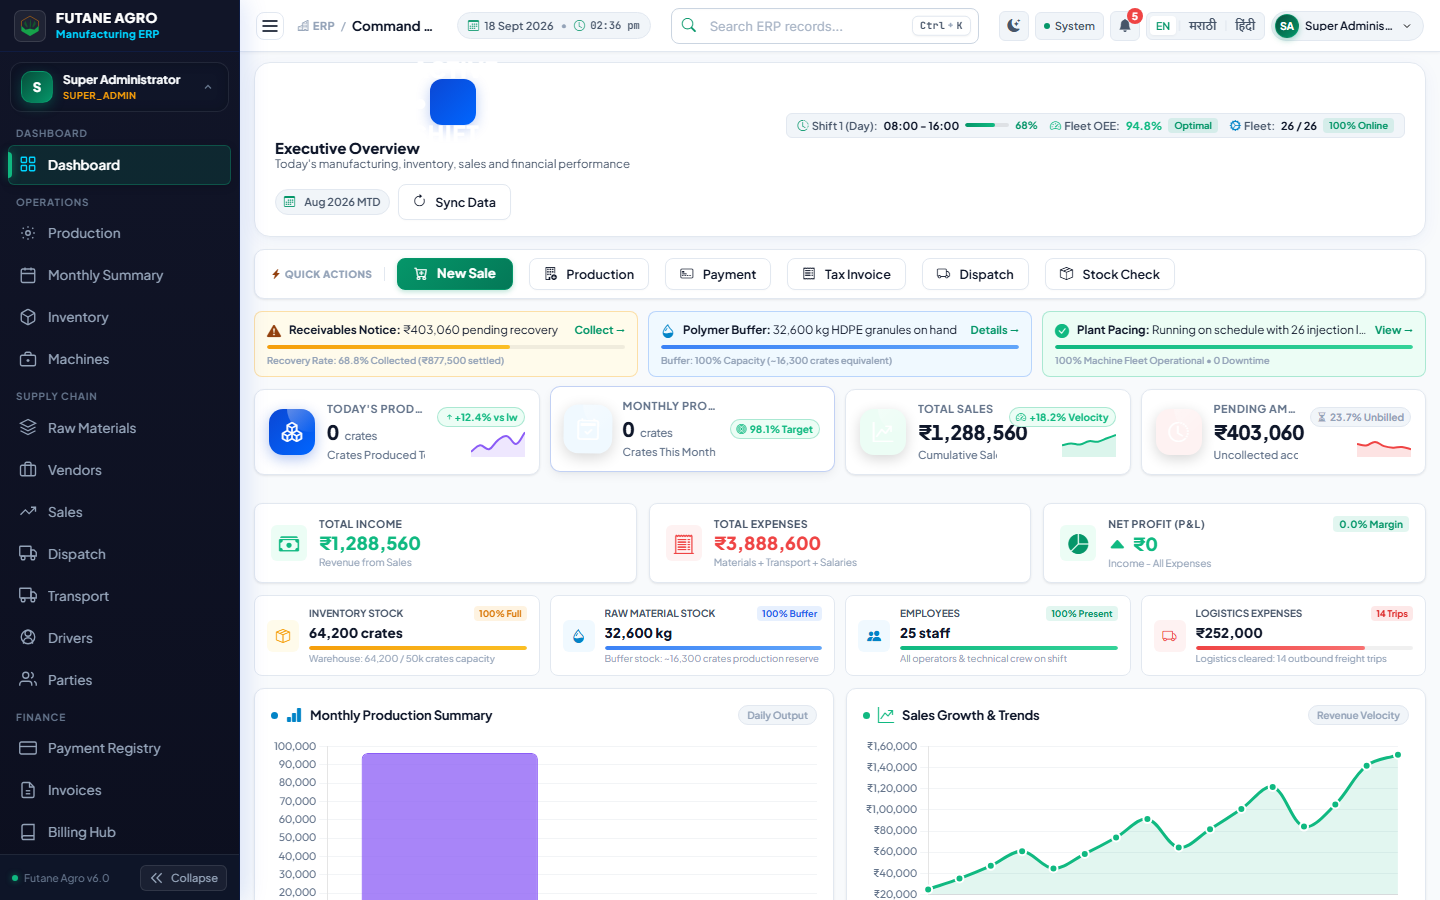 FUTANE AGRO
Manufacturing ERP
S
Super Administrator
SUPER_ADMIN
DASHBOARD
Dashboard
OPERATIONS
Production
Monthly Summary
Inventory
Machines
SUPPLY CHAIN
Raw Materials
Vendors
Sales
Dispatch
Transport
Drivers
Parties
FINANCE
Payment Registry
Invoices
Billing Hub
Futane Agro v6.0
Collapse
ERP / Command ...
18 Sept 2026 • 02:36 pm
Search ERP records...
Ctrl+K
System
5
EN
मराठी
हिंदी
SA
Super Adminis...
Executive Overview
Today's manufacturing, inventory, sales and financial performance
Aug 2026 MTD
Sync Data
Shift 1 (Day): 08:00 - 16:00 68%
Fleet OEE: 94.8% Optimal
Fleet: 26 / 26 100% Online
QUICK ACTIONS
New Sale
Production
Payment
Tax Invoice
Dispatch
Stock Check
Receivables Notice: ₹403,060 pending recovery
Collect →
Recovery Rate: 68.8% Collected (₹877,500 settled)
Polymer Buffer: 32,600 kg HDPE granules on hand
Details →
Buffer: 100% Capacity (~16,300 crates equivalent)
Plant Pacing: Running on schedule with 26 injection l...
View →
100% Machine Fleet Operational • 0 Downtime
TODAY'S PROD...
↑ +12.4% vs lw
0 crates
Crates Produced T
MONTHLY PRO...
0 crates
98.1% Target
Crates This Month
TOTAL SALES
+18.2% Velocity
₹1,288,560
Cumulative Sal
PENDING AM...
23.7% Unbilled
₹403,060
Uncollected acc
TOTAL INCOME
₹1,288,560
Revenue from Sales
TOTAL EXPENSES
₹3,888,600
Materials + Transport + Salaries
NET PROFIT (P&L)
0.0% Margin
₹0
Income - All Expenses
INVENTORY STOCK
100% Full
64,200 crates
Warehouse: 64,200 / 50k crates capacity
RAW MATERIAL STOCK
100% Buffer
32,600 kg
Buffer stock: ~16,300 crates production reserve
EMPLOYEES
100% Present
25 staff
All operators & technical crew on shift
LOGISTICS EXPENSES
14 Trips
₹252,000
Logistics cleared: 14 outbound freight trips
Monthly Production Summary
Daily Output
100,000
90,000
80,000
70,000
60,000
50,000
40,000
30,000
20,000
Sales Growth & Trends
Revenue Velocity
₹1,60,000
₹1,40,000
₹1,20,000
₹1,00,000
₹80,000
₹60,000
₹40,000
₹20,000